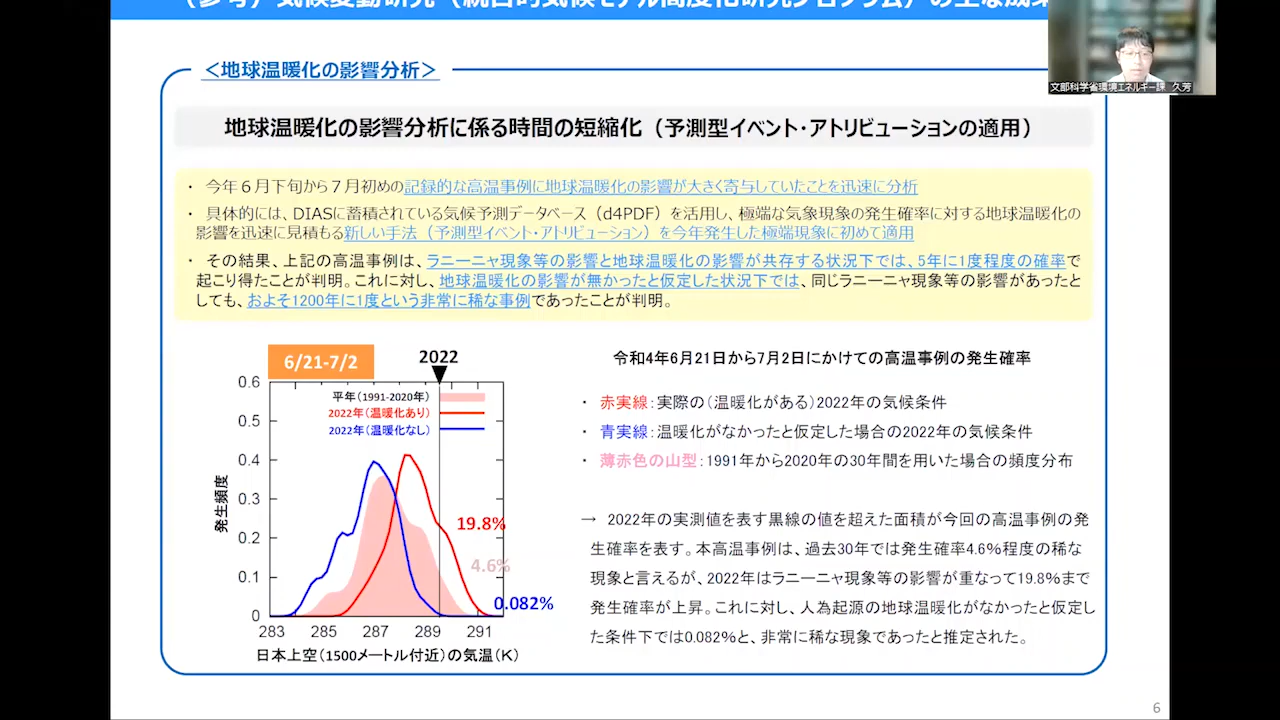 (参考)気候変動研究(統合的気候モデル高度化研究プログラム)の主な成果
文部科学省環境エネルギー課 久芳
<地球温暖化の影響分析>
地球温暖化の影響分析に係る時間の短縮化(予測型イベント・アトリビューションの適用)
・ 今年6月下旬から7月初めの記録的な高温事例に地球温暖化の影響が大きく寄与していたことを迅速に分析
・ 具体的には、DIASに蓄積されている気候予測データベース(d4PDF)を活用し、極端な気象現象の発生確率に対する地球温暖化の
影響を迅速に見積もる新しい手法(予測型イベント・アトリビューション)を今年発生した極端現象に初めて適用
・ その結果、上記の高温事例は、ラニーニャ現象等の影響と地球温暖化の影響が共存する状況下では、5年に1度程度の確率で
起こり得たことが判明。これに対し、地球温暖化の影響が無かったと仮定した状況下では、同じラニーニャ現象等の影響があったと
しても、およそ1200年に1度という非常に稀な事例であったことが判明。
6/21-7/2
2022
平年(1991-2020年)
2022年(温暖化あり)
2022年(温暖化なし)
発生頻度
0.6
0.5
0.4
0.3
0.2
0.1
0
19.8%
4.6%
0.082%
283 285 287 289 291
日本上空(1500メートル付近)の気温(K)
令和4年6月21日から7月2日にかけての高温事例の発生確率
・ 赤実線:実際の(温暖化がある)2022年の気候条件
・ 青実線:温暖化がなかったと仮定した場合の2022年の気候条件
・ 薄赤色の山型:1991年から2020年の30年間を用いた場合の頻度分布
→ 2022年の実測値を表す黒線の値を超えた面積が今回の高温事例の発
生確率を表す。本高温事例は、過去30年では発生確率4.6%程度の稀な
現象と言えるが、2022年はラニーニャ現象等の影響が重なって19.8%まで
発生確率が上昇。これに対し、人為起源の地球温暖化がなかったと仮定し
た条件下では0.082%と、非常に稀な現象であったと推定された。
6